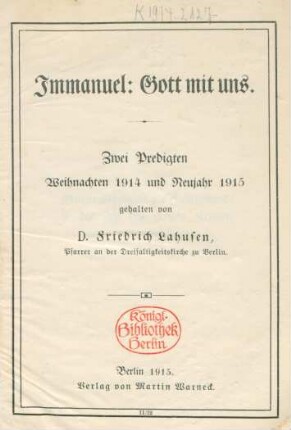 K 1914 2127
Immanuel: Gott mit uns.
Zwei Predigten
Weihnachten 1914 und Neujahr 1915
gehalten von
D. Friedrich Lahusen,
Pfarrer an der Dreifaltigkeitskirche zu Berlin.
Königl.
Bibliothek
Berlin
Berlin 1915.
Verlag von Martin Warneck.